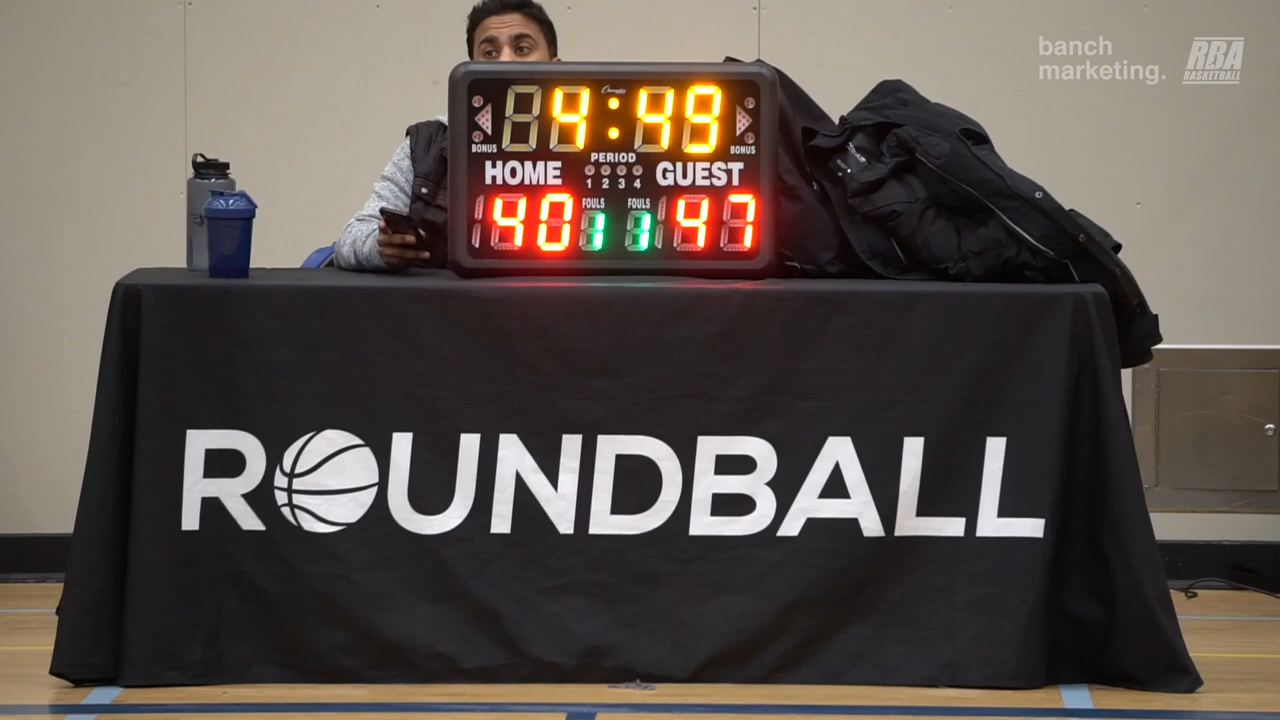 banch
marketing.
RBA
BASKETBALL
4:49
BONUS
BONUS
PERIOD
HOME
GUEST
1 2 3 4
FOULS
FOULS
40
1
1
47
ROUNDBALL